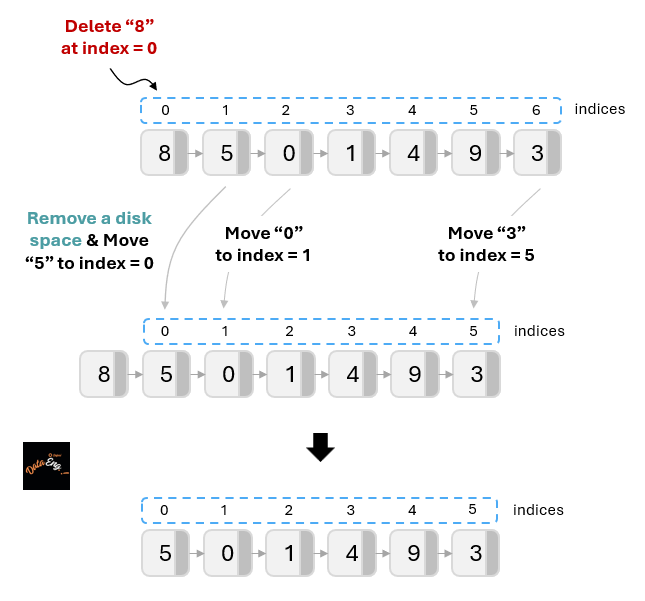 Delete “8”
at index = 0
0 1 2 3 4 5 6 indices
8 5 0 1 4 9 3
Remove a disk
space & Move
“5” to index = 0
Move “0”
to index = 1
Move “3”
to index = 5
0 1 2 3 4 5 indices
8 5 0 1 4 9 3
Data Eng.
0 1 2 3 4 5 indices
5 0 1 4 9 3